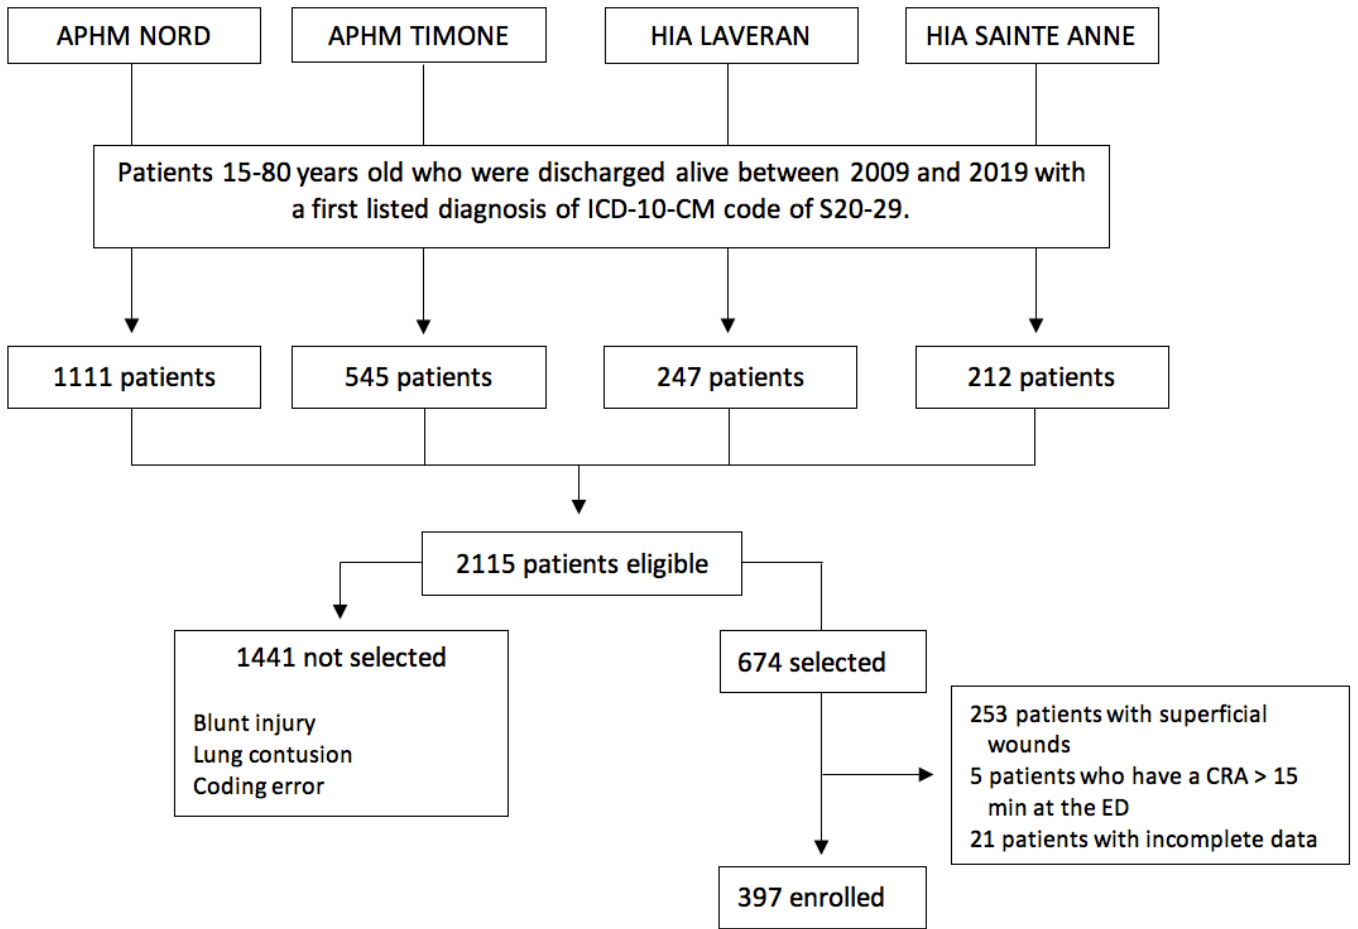 APHM NORD
APHM TIMONE
HIA LAVERAN
HIA SAINTE ANNE
Patients 15-80 years old who were discharged alive between 2009 and 2019 with
a first listed diagnosis of ICD-10-CM code of S20-29.
1111 patients
545 patients
247 patients
212 patients
2115 patients eligible
1441 not selected
Blunt injury
Lung contusion
Coding error
674 selected
253 patients with superficial
wounds
5 patients who have a CRA > 15
min at the ED
21 patients with incomplete data
397 enrolled